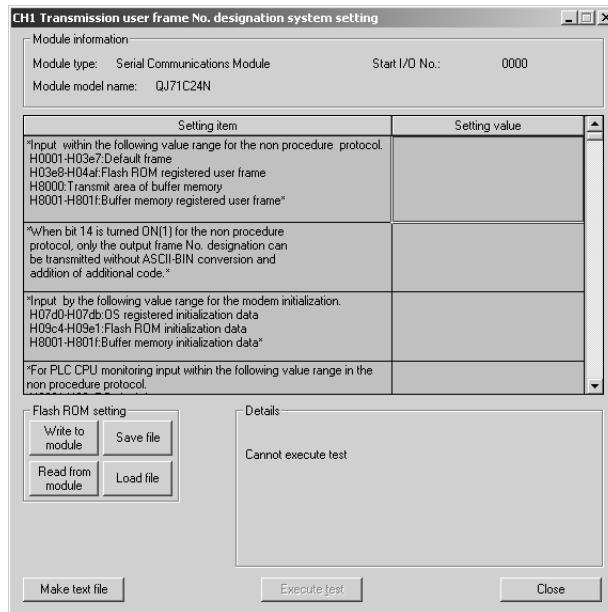 CH1 Transmission user frame No. designation system setting
Module information
Module type: Serial Communications Module Start I/O No.: 0000
Module model name: QJ71C24N
Setting item Setting value
*Input within the following value range for the non procedure protocol.
H0001-H03e7:Default frame
H03e8-H04af:Flash ROM registered user frame
H8000:Transmit area of buffer memory
H8001-H801f:Buffer memory registered user frame*
*When bit 14 is turned ON(1) for the non procedure
protocol, only the output frame No. designation can
be transmitted without ASCII-BIN conversion and
addition of additional code.*
*Input by the following value range for the modem initialization.
H07d0-H07db:OS registered initialization data
H09c4-H09e1:Flash ROM initialization data
H8001-H801f:Buffer memory initialization data*
*For PLC CPU monitoring input within the following value range in the
non procedure protocol.
Flash ROM setting
Write to
module
Save file
Read from
module
Load file
Details
Cannot execute test
Make text file
Execute test
Close